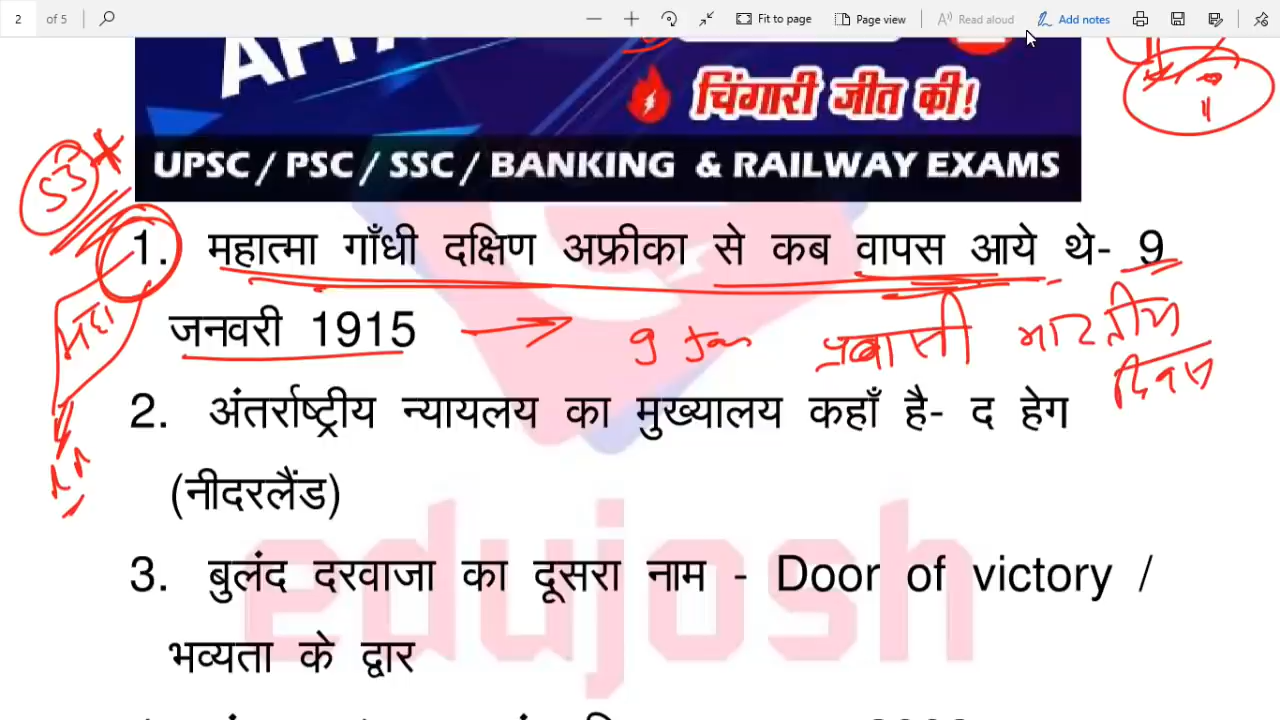 2 of 5 Fit to page Page view Read aloud Add notes
चिंगारी जीत की!
UPSC / PSC / SSC / BANKING & RAILWAY EXAMS
53
1. महात्मा गाँधी दक्षिण अफ्रीका से कब वापस आये थे- 9
जनवरी 1915
9 Jan प्रवासी भारतीय
दिवस
2. अंतर्राष्ट्रीय न्यायलय का मुख्यालय कहाँ है- द हेग
(नीदरलैंड)
3. बुलंद दरवाजा का दूसरा नाम - Door of victory /
भव्यता के द्वार
edujosh